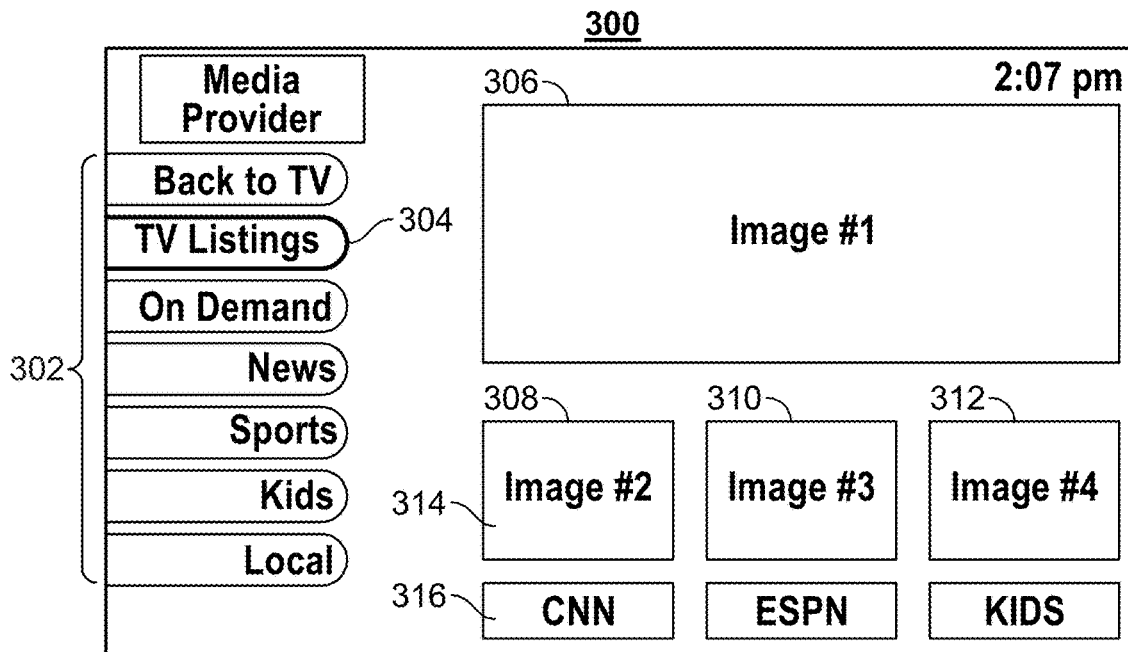 300
Media
Provider
2:07 pm
306
Back to TV
TV Listings
304
Image #1
On Demand
302
News
Sports
Kids
Local
308
310
312
Image #2
Image #3
Image #4
314
316
CNN
ESPN
KIDS